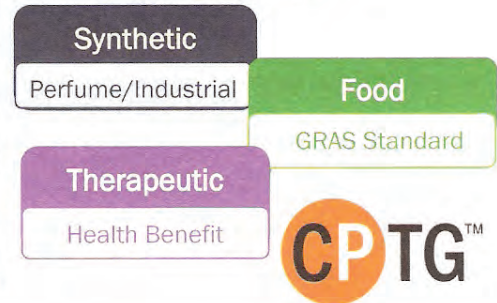 Synthetic
Perfume/Industrial
Food
GRAS Standard
Therapeutic
Health Benefit
CPTG™